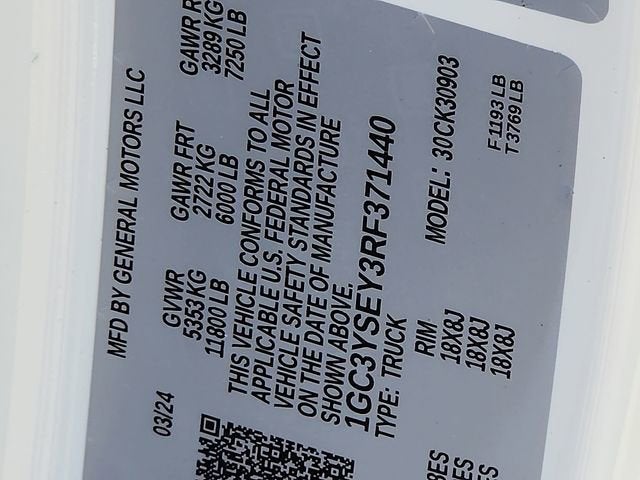 MFD BY GENERAL MOTORS LLC
03/24 GVWR GAWR FRT GAWR R
5353 KG 2722 KG 3289 KG
11800 LB 6000 LB 7250 LB
THIS VEHICLE CONFORMS TO ALL
APPLICABLE U.S. FEDERAL MOTOR
VEHICLE SAFETY STANDARDS IN EFFECT
ON THE DATE OF MANUFACTURE
SHOWN ABOVE.
1GC3YSEY3RF371440
TYPE: TRUCK
MODEL: 30CK30903
RIM
18X8J
18X8J
18X8J
F 1193 LB
T 3769 LB